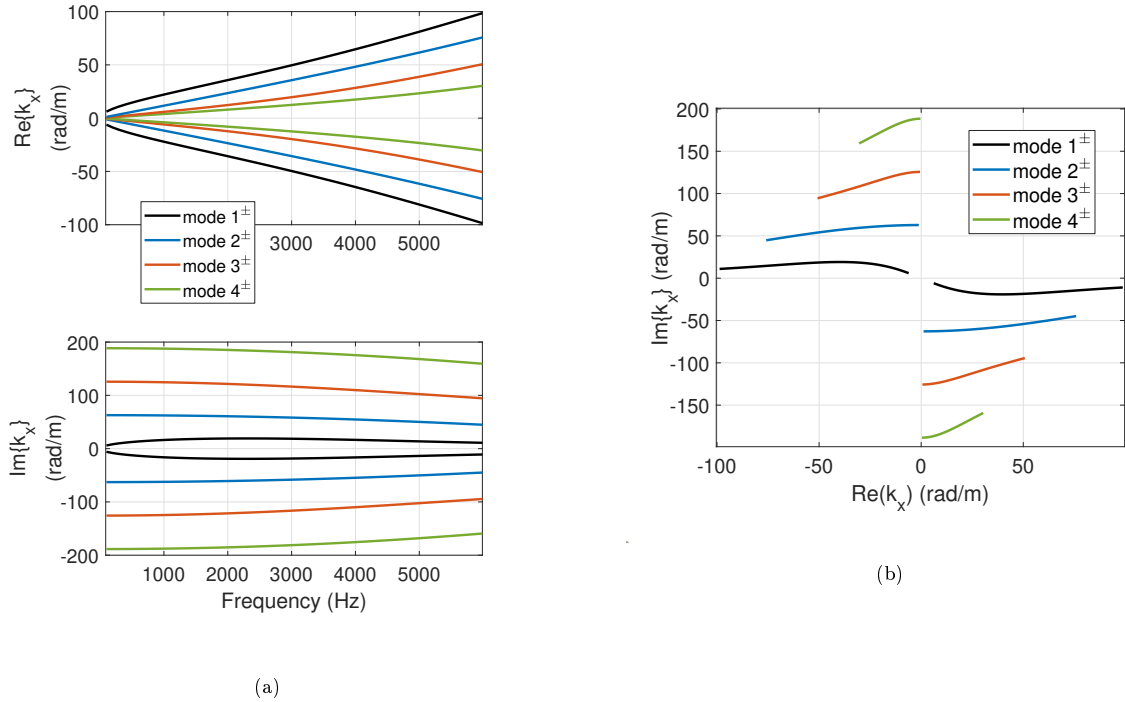 100
50
0
-50
-100
Re{k_x}
(rad/m)
3000 4000 5000
mode 1^±
mode 2^±
mode 3^±
mode 4^±
200
100
0
-100
-200
Im{k_x}
(rad/m)
1000 2000 3000 4000 5000
Frequency (Hz)
(a)
200
150
100
50
0
-50
-100
-150
Im{k_x} (rad/m)
mode 1^±
mode 2^±
mode 3^±
mode 4^±
-100 -50 0 50
Re(k_x) (rad/m)
(b)